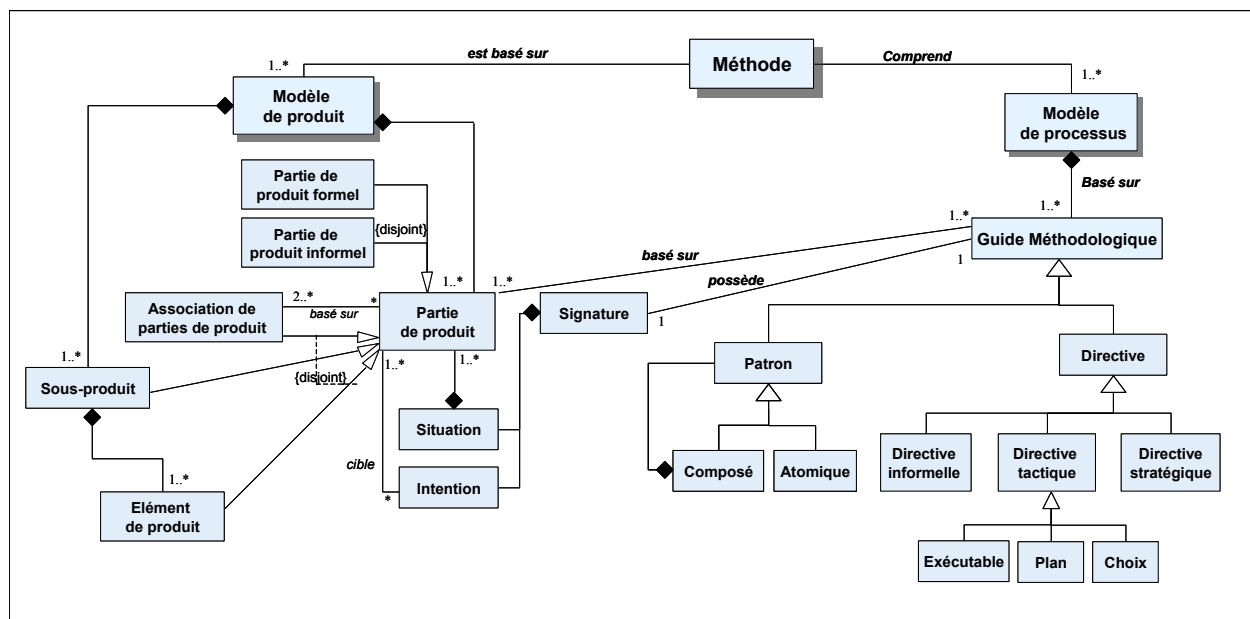 est basé sur
Méthode
Comprend
1..*
1..*
Modèle
de produit
Modèle
de processus
Partie de
produit formel
Basé sur
1..*
1..*
{disjoint}
Partie de
produit informel
Guide Méthodologique
basé sur
1
possède
1..*
1..*
2..*
*
Association de
parties de produit
basé sur
Partie
de produit
Signature
1
1..*
1..*
1..*
{disjoint}
Patron
Directive
Sous-produit
Situation
Composé
Atomique
Directive
informelle
Directive
tactique
Directive
stratégique
cible
Intention
*
1..*
Elément
de produit
Exécutable
Plan
Choix